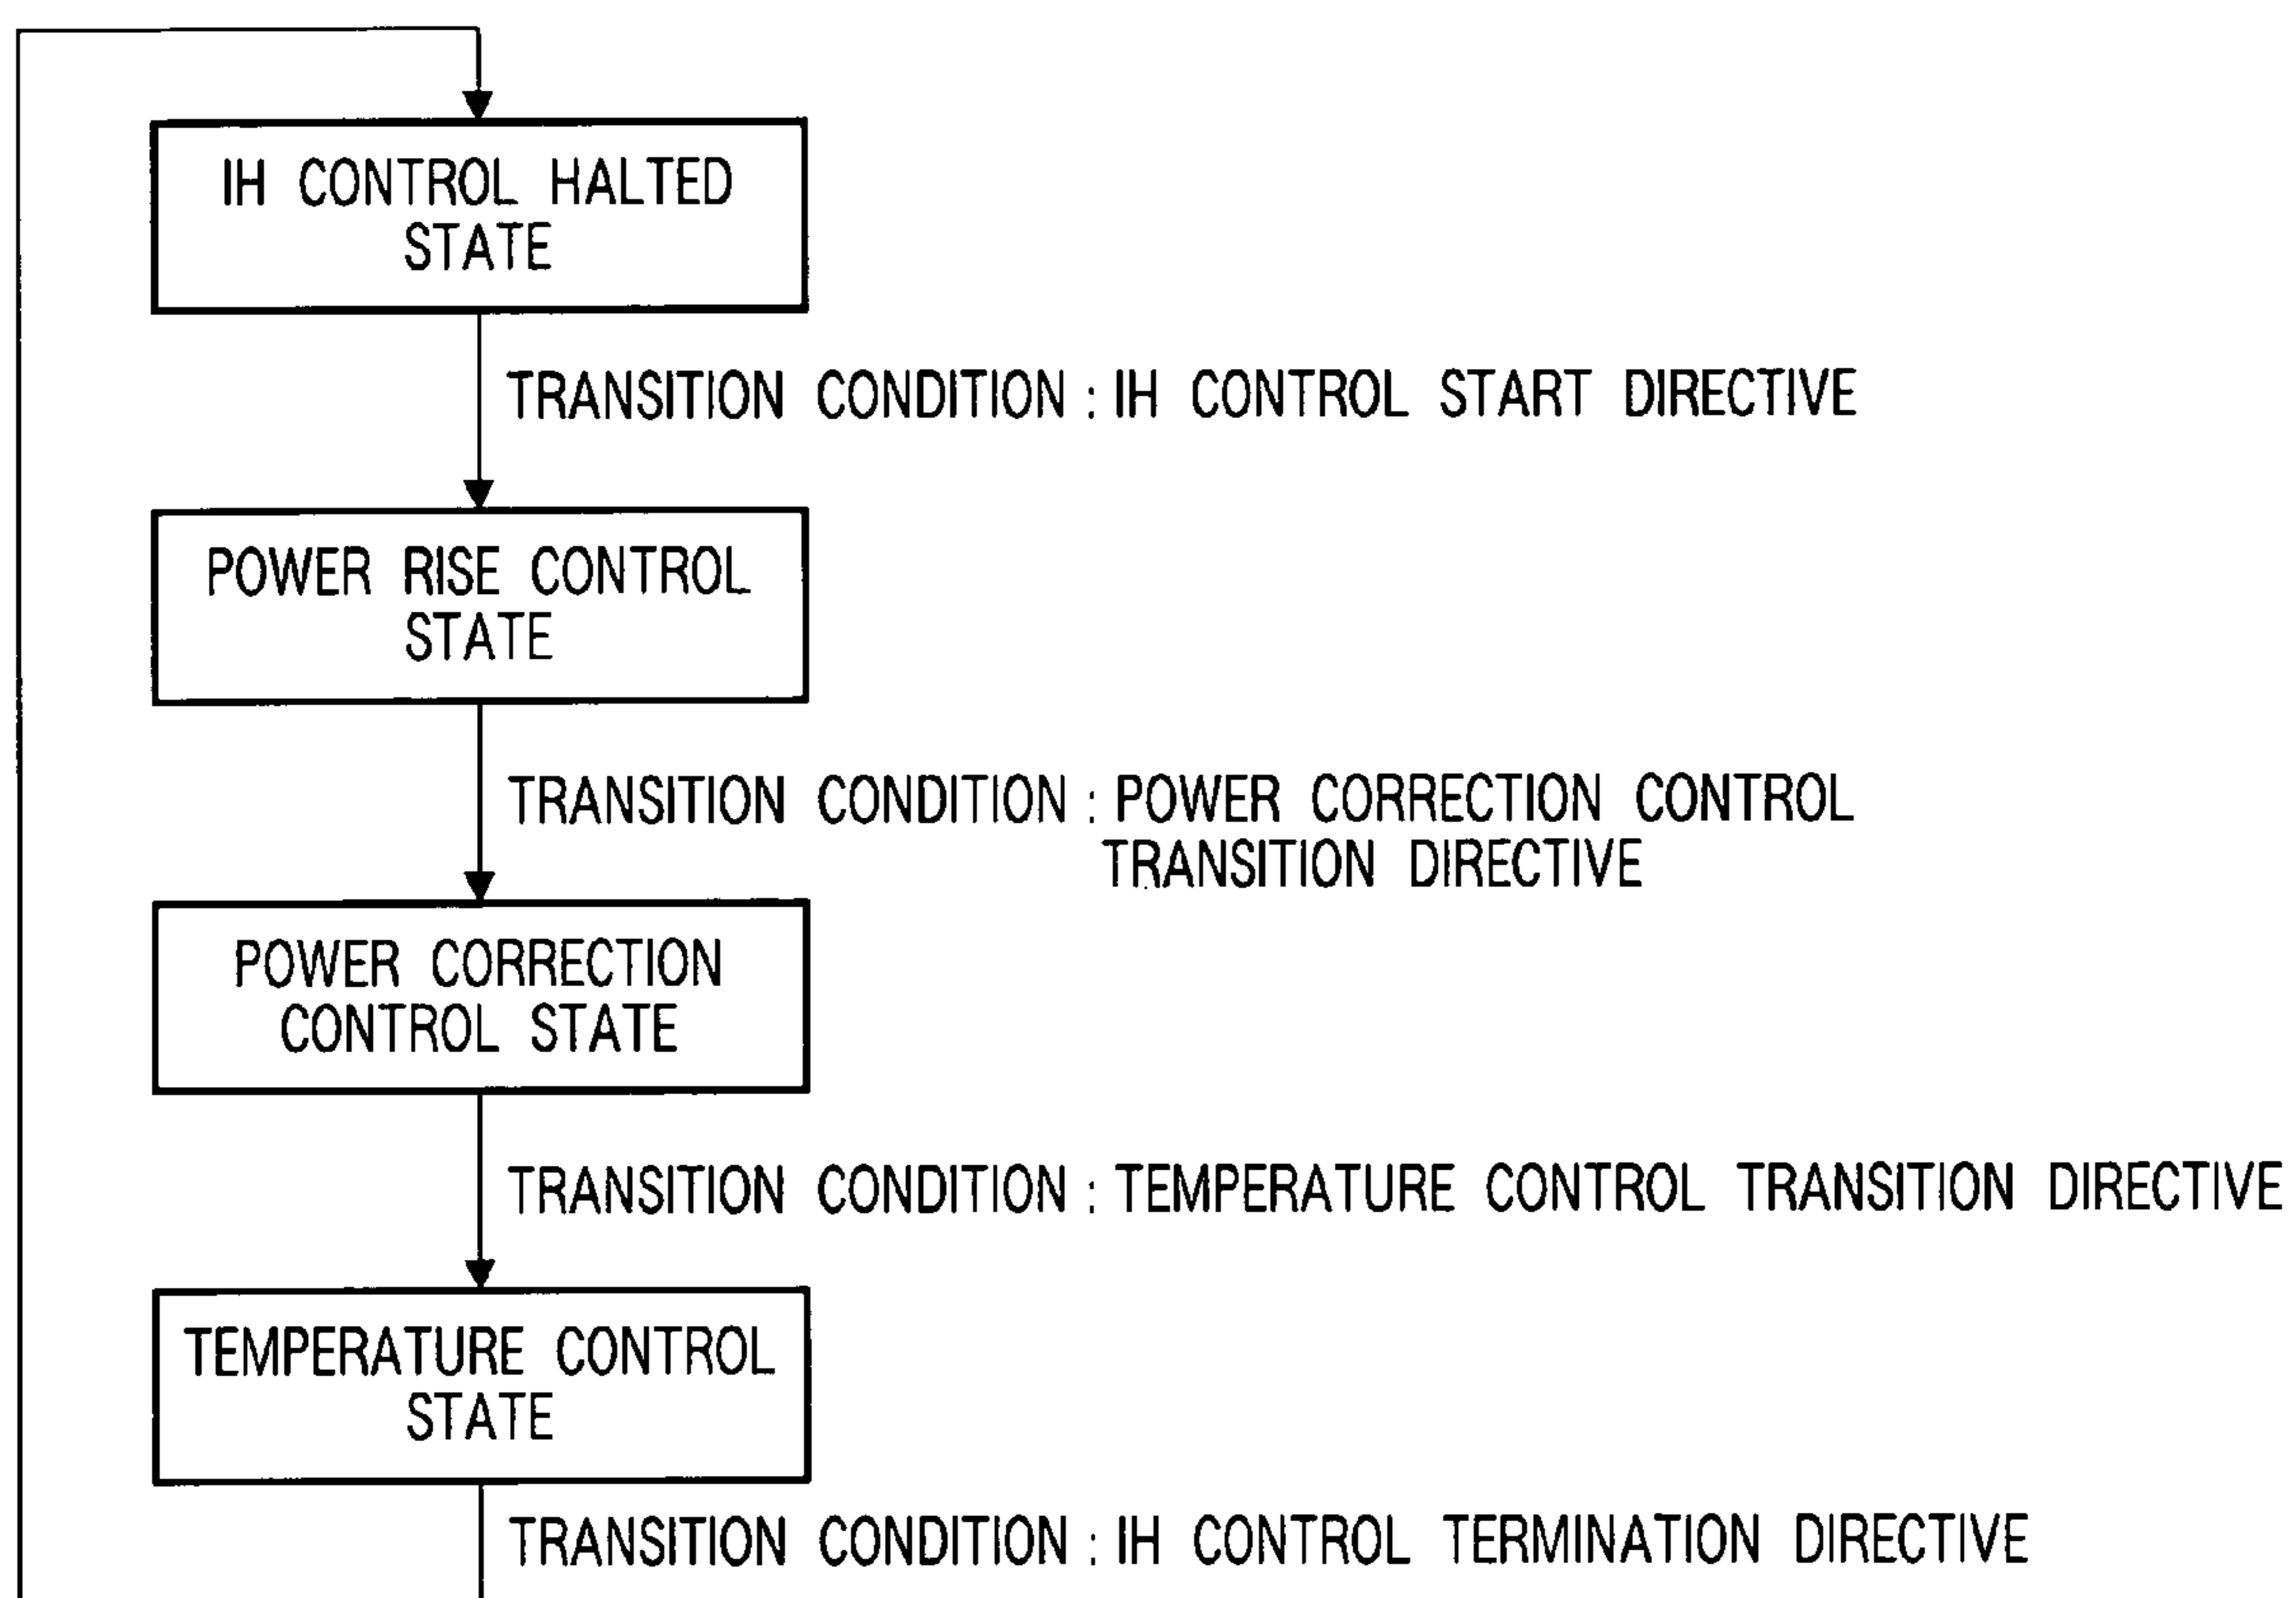 IH CONTROL HALTED
STATE
TRANSITION CONDITION : IH CONTROL START DIRECTIVE
POWER RISE CONTROL
STATE
TRANSITION CONDITION : POWER CORRECTION CONTROL
TRANSITION DIRECTIVE
POWER CORRECTION
CONTROL STATE
TRANSITION CONDITION : TEMPERATURE CONTROL TRANSITION DIRECTIVE
TEMPERATURE CONTROL
STATE
TRANSITION CONDITION : IH CONTROL TERMINATION DIRECTIVE